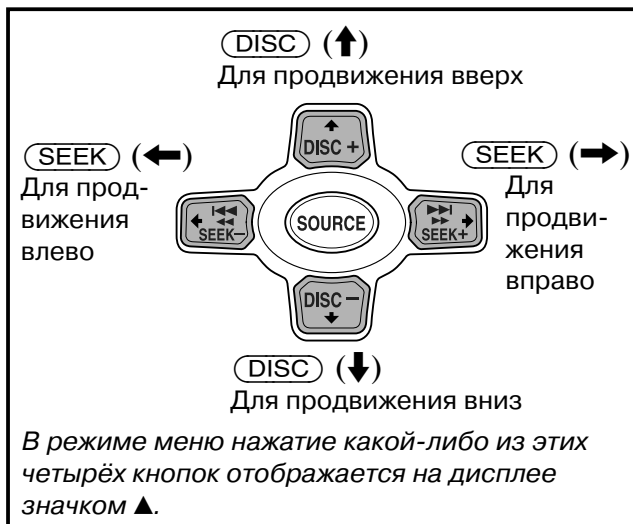 DISC (↑)
Для продвижения вверх
SEEK (←)
Для прод-
вижения
влево
DISC +
SEEK−
SOURCE
SEEK+
DISC −
SEEK (→)
Для
продви-
жения
вправо
DISC (↓)
Для продвижения вниз
В режиме меню нажатие какой-либо из этих
четырёх кнопок отображается на дисплее
значком ▲.